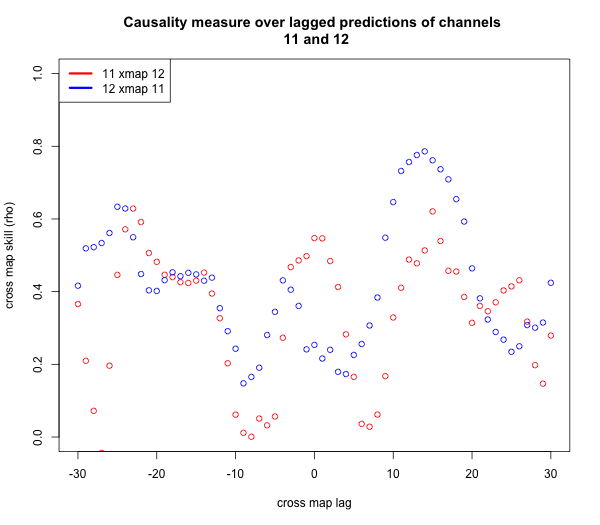 Causality measure over lagged predictions of channels
11 and 12
11 xmap 12
12 xmap 11
cross map skill (rho)
1.0
0.8
0.6
0.4
0.2
0.0
-30 -20 -10 0 10 20 30
cross map lag